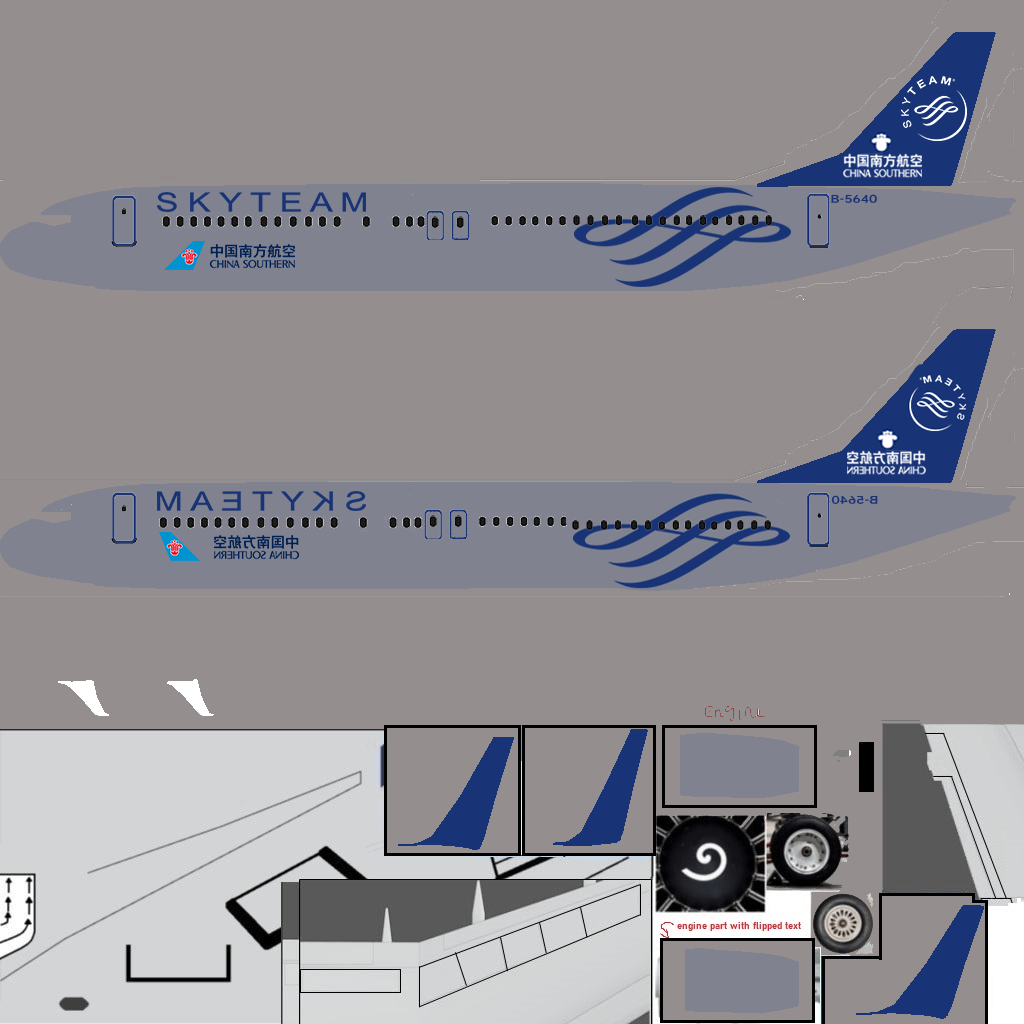 SKYTEAM
中国南方航空
CHINA SOUTHERN
SKYTEAM
B-5640
中国南方航空
CHINA SOUTHERN
SKYTEAM
中国南方航空
CHINA SOUTHERN
SKYTEAM
B-5640
中国南方航空
CHINA SOUTHERN
EngINE
engine part with flipped text